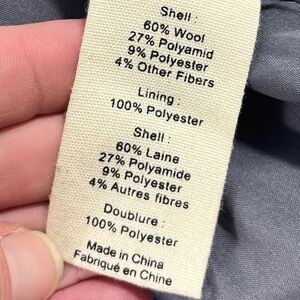 Shell :
60% Wool
27% Polyamid
9% Polyester
4% Other Fibers
Lining :
100% Polyester
Shell :
60% Laine
27% Polyamide
9% Polyester
4% Autres fibres
Doublure :
100% Polyester
Made in China
Fabriqué en Chine